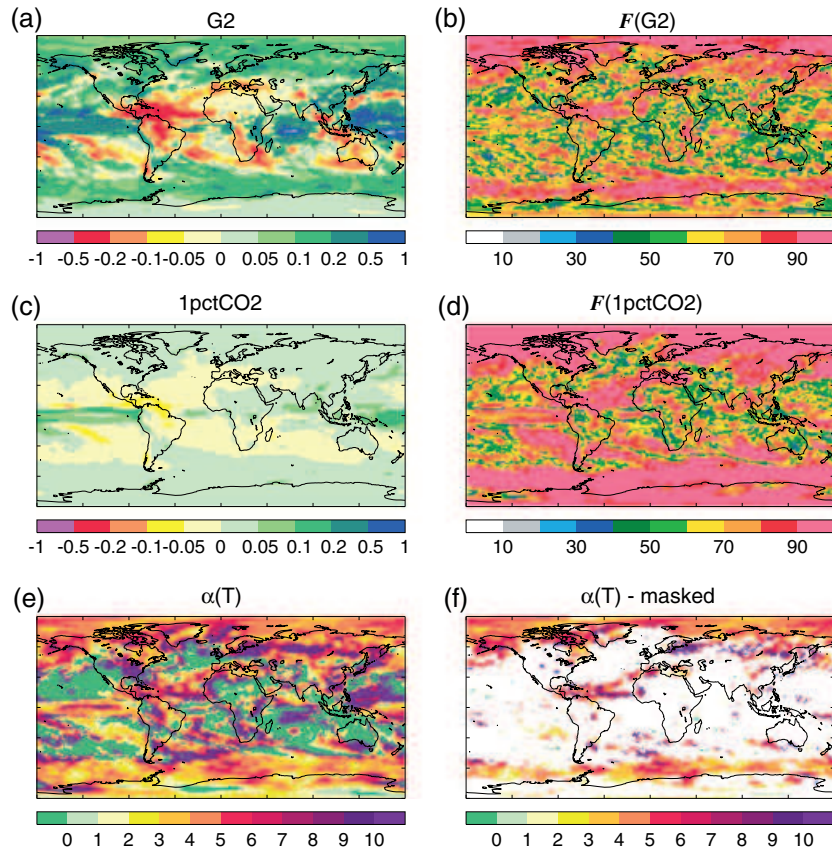 (a) G2
(b) F(G2)
-1 -0.5 -0.2 -0.1 -0.05 0 0.05 0.1 0.2 0.5 1
10 30 50 70 90
(c) 1pctCO2
(d) F(1pctCO2)
-1 -0.5 -0.2 -0.1 -0.05 0 0.05 0.1 0.2 0.5 1
10 30 50 70 90
(e) α(T)
(f) α(T) - masked
0 1 2 3 4 5 6 7 8 9 10
0 1 2 3 4 5 6 7 8 9 10